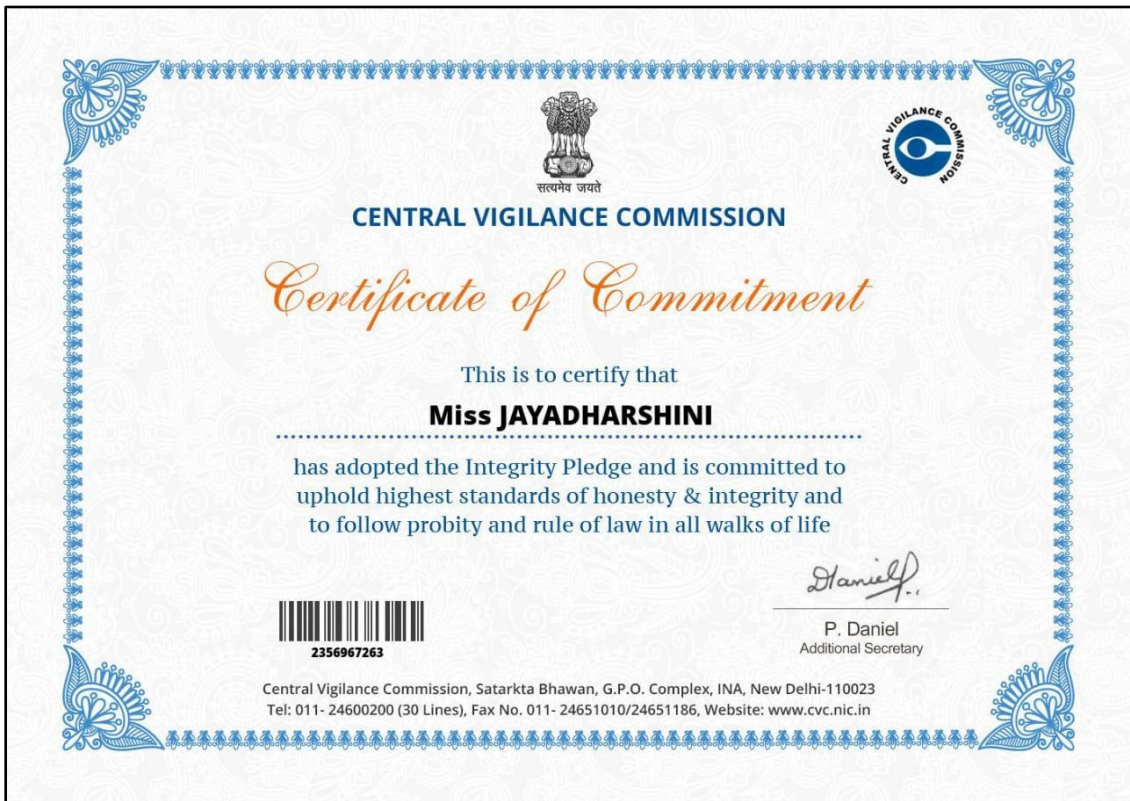 सत्यमेव जयते
CENTRAL VIGILANCE COMMISSION
CENTRAL VIGILANCE COMMISSION
Certificate of Commitment
This is to certify that
Miss JAYADHARSHINI
has adopted the Integrity Pledge and is committed to
uphold highest standards of honesty & integrity and
to follow probity and rule of law in all walks of life
Daniel P.
P. Daniel
Additional Secretary
2356967263
Central Vigilance Commission, Satarkta Bhawan, G.P.O. Complex, INA, New Delhi-110023
Tel: 011- 24600200 (30 Lines), Fax No. 011- 24651010/24651186, Website: www.cvc.nic.in